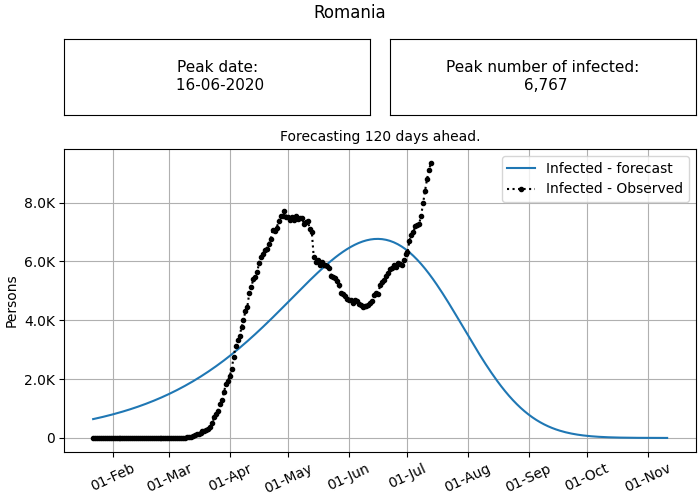 Romania
Peak date:
16-06-2020
Peak number of infected:
6,767
Forecasting 120 days ahead.
Infected - forecast
Infected - Observed
Persons
8.0K
6.0K
4.0K
2.0K
0
01-Feb
01-Mar
01-Apr
01-May
01-Jun
01-Jul
01-Aug
01-Sep
01-Oct
01-Nov